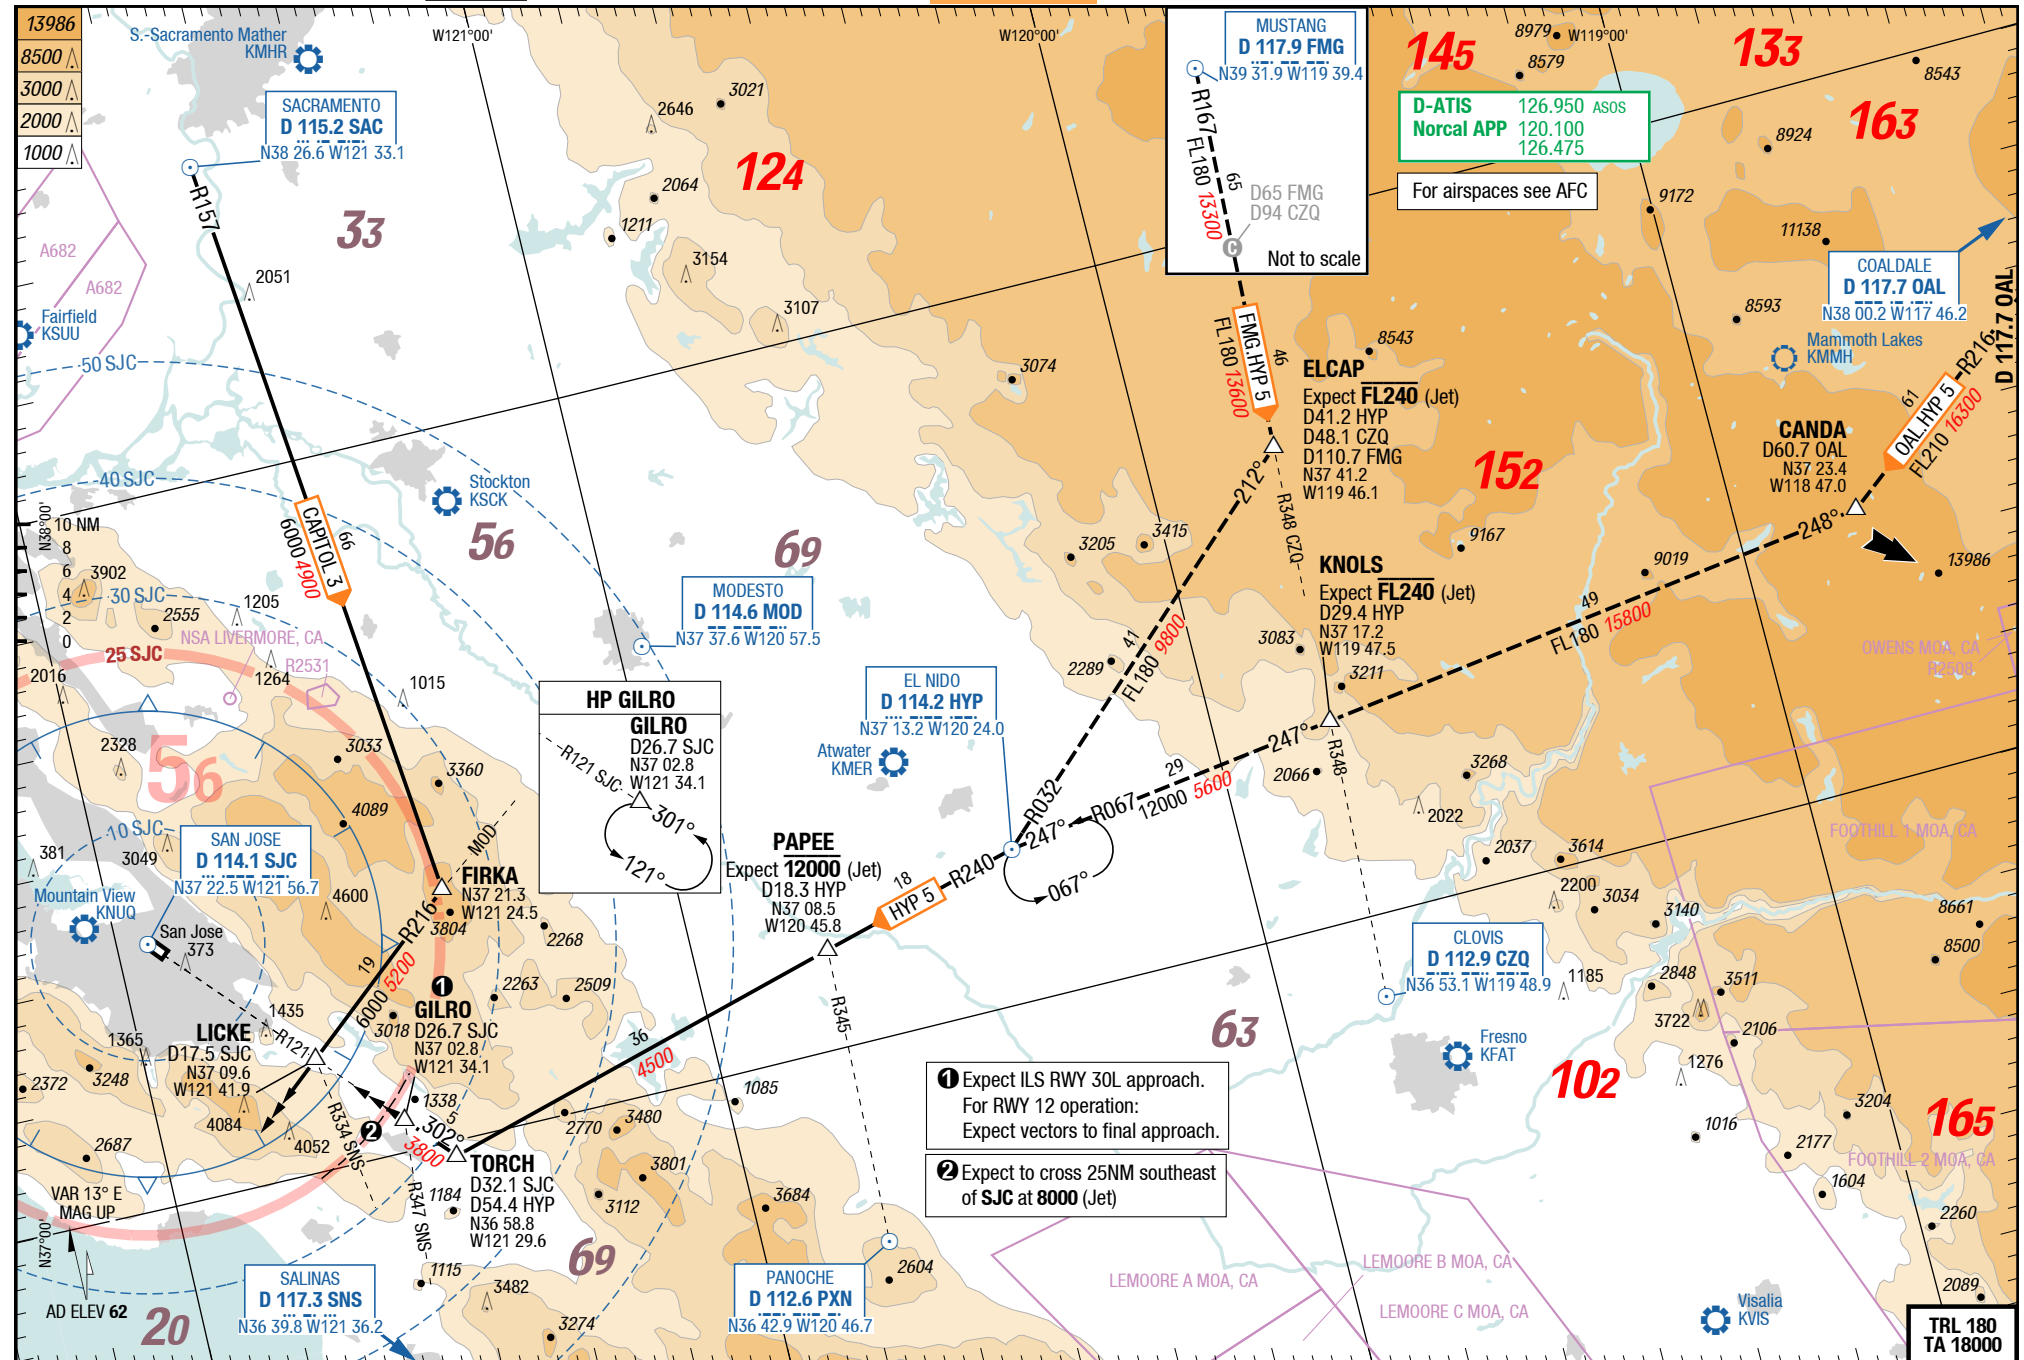 13986
8500
3000
2000
1000
S.-Sacramento Mather
KMHR
W121°00'
W120°00'
W119°00'
SACRAMENTO
D 115.2 SAC
N38 26.6 W121 33.1
R157
33
A682
A682
Fairfield
KSUU
2051
50 SJC
40 SJC
30 SJC
25 SJC
10 SJC
CAPITOL 3
66
6000 4900
Stockton
KSCK
56
69
124
2646
3021
2064
1211
3154
3107
3074
MUSTANG
D 117.9 FMG
N39 31.9 W119 39.4
R167
FL180 13300
65
D65 FMG
D94 CZQ
C
Not to scale
145
133
163
8979
8579
8543
D-ATIS 126.950 ASOS
Norcal APP 120.100
126.475
For airspaces see AFC
8924
9172
11138
COALDALE
D 117.7 OAL
N38 00.2 W117 46.2
D 117.7 OAL
8593
Mammoth Lakes
KMMH
R216
61
OAL.HYP 5
FL210 16300
CANDA
D60.7 OAL
N37 23.4
W118 47.0
248°
13986
FMG.HYP 5
46
FL180 13600
8543
ELCAP
Expect FL240 (Jet)
D41.2 HYP
D48.1 CZQ
D110.7 FMG
N37 41.2
W119 46.1
152
212°
R348 CZQ
9167
9019
3205
3415
KNOLS
Expect FL240 (Jet)
D29.4 HYP
N37 17.2
W119 47.5
49
FL180 15800
OWENS MOA, CA
R2508
3083
3211
2289
41
FL180 9800
247°
R348
N38°00'
10 NM
8
6
4
2
0
3902
2555
1205
NSA LIVERMORE, CA
R2531
1264
1015
2016
2328
56
3033
3360
4089
MODESTO
D 114.6 MOD
N37 37.6 W120 57.5
HP GILRO
GILRO
D26.7 SJC
N37 02.8
W121 34.1
R121 SJC
301°
121°
EL NIDO
D 114.2 HYP
N37 13.2 W120 24.0
Atwater
KMER
R032
247°
R067
067°
29
12000 5600
2066
3268
2022
2037
3614
2200
3034
3140
FOOTHILL 1 MOA, CA
8661
8500
381
3049
SAN JOSE
D 114.1 SJC
N37 22.5 W121 56.7
Mountain View
KNUQ
San Jose
373
4600
MOD
FIRKA
N37 21.3
W121 24.5
R216
3804
19
6000 5200
2268
2263
2509
PAPEE
Expect 12000 (Jet)
D18.3 HYP
N37 08.5
W120 45.8
18
HYP 5
R240
R345
36
4500
1
GILRO
D26.7 SJC
N37 02.8
W121 34.1
3018
1435
R121
LICKE
D17.5 SJC
N37 09.6
W121 41.9
1365
3248
2372
4084
4052
2687
R334 SNS
2
1338
5
302°
3800
TORCH
D32.1 SJC
D54.4 HYP
N36 58.8
W121 29.6
1184
R347 SNS
1115
3482
3274
69
2770
3480
3801
3112
3684
1085
63
CLOVIS
D 112.9 CZQ
N36 53.1 W119 48.9
1185
Fresno
KFAT
2848
3511
3722
2106
1276
102
1016
3204
2177
165
FOOTHILL 2 MOA, CA
1604
2260
2089
1 Expect ILS RWY 30L approach.
For RWY 12 operation:
Expect vectors to final approach.
2 Expect to cross 25NM southeast
of SJC at 8000 (Jet)
VAR 13° E
MAG UP
N37°00'
AD ELEV 62
20
SALINAS
D 117.3 SNS
N36 39.8 W121 36.2
PANOCHE
D 112.6 PXN
N36 42.9 W120 46.7
2604
LEMOORE A MOA, CA
LEMOORE B MOA, CA
LEMOORE C MOA, CA
Visalia
KVIS
TRL 180
TA 18000